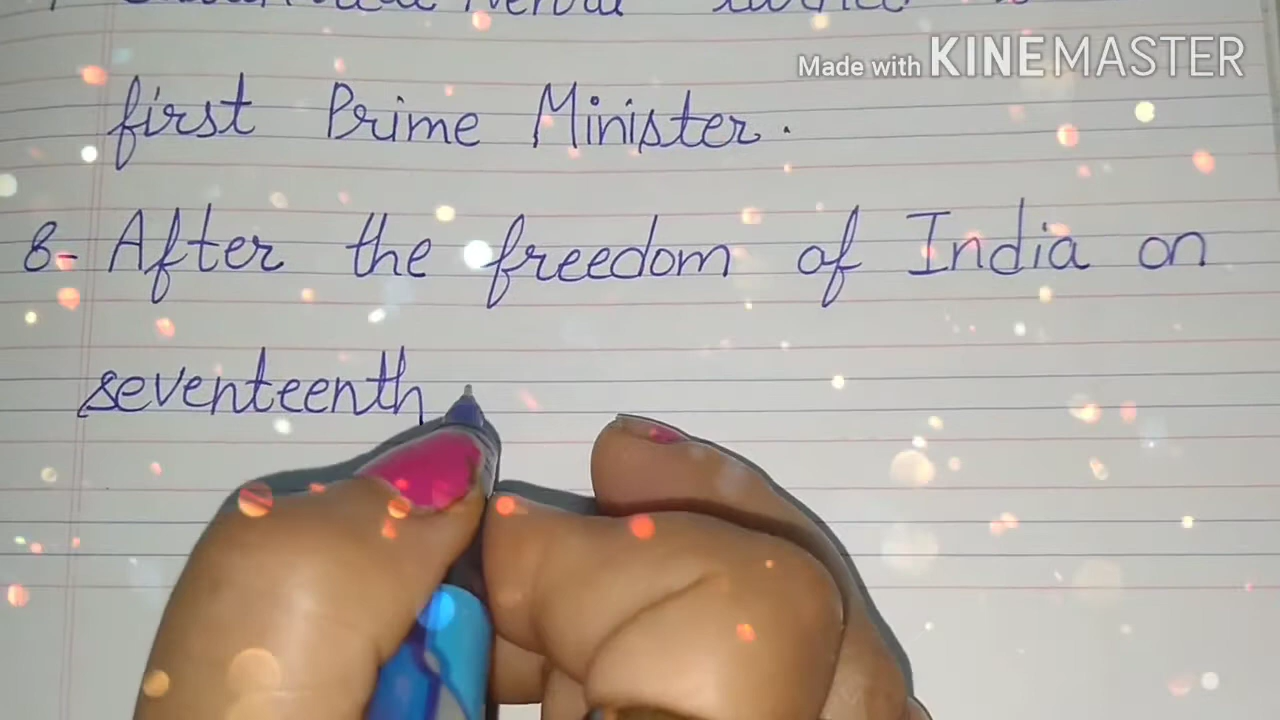 Made with KINEMASTER
first Prime Minister.
8- After the freedom of India on
seventeenth